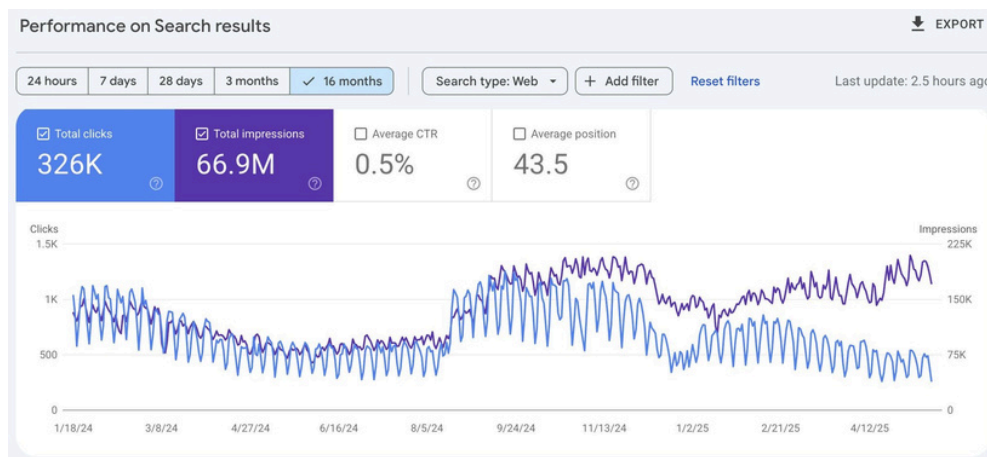 Performance on Search results
EXPORT
24 hours 7 days 28 days 3 months 16 months Search type: Web Add filter Reset filters Last update: 2.5 hours ago
Total clicks Total impressions Average CTR Average position
326K 66.9M 0.5% 43.5
Clicks Impressions
1.5K 225K
1K 150K
500 75K
0 0
1/18/24 3/8/24 4/27/24 6/16/24 8/5/24 9/24/24 11/13/24 1/2/25 2/21/25 4/12/25